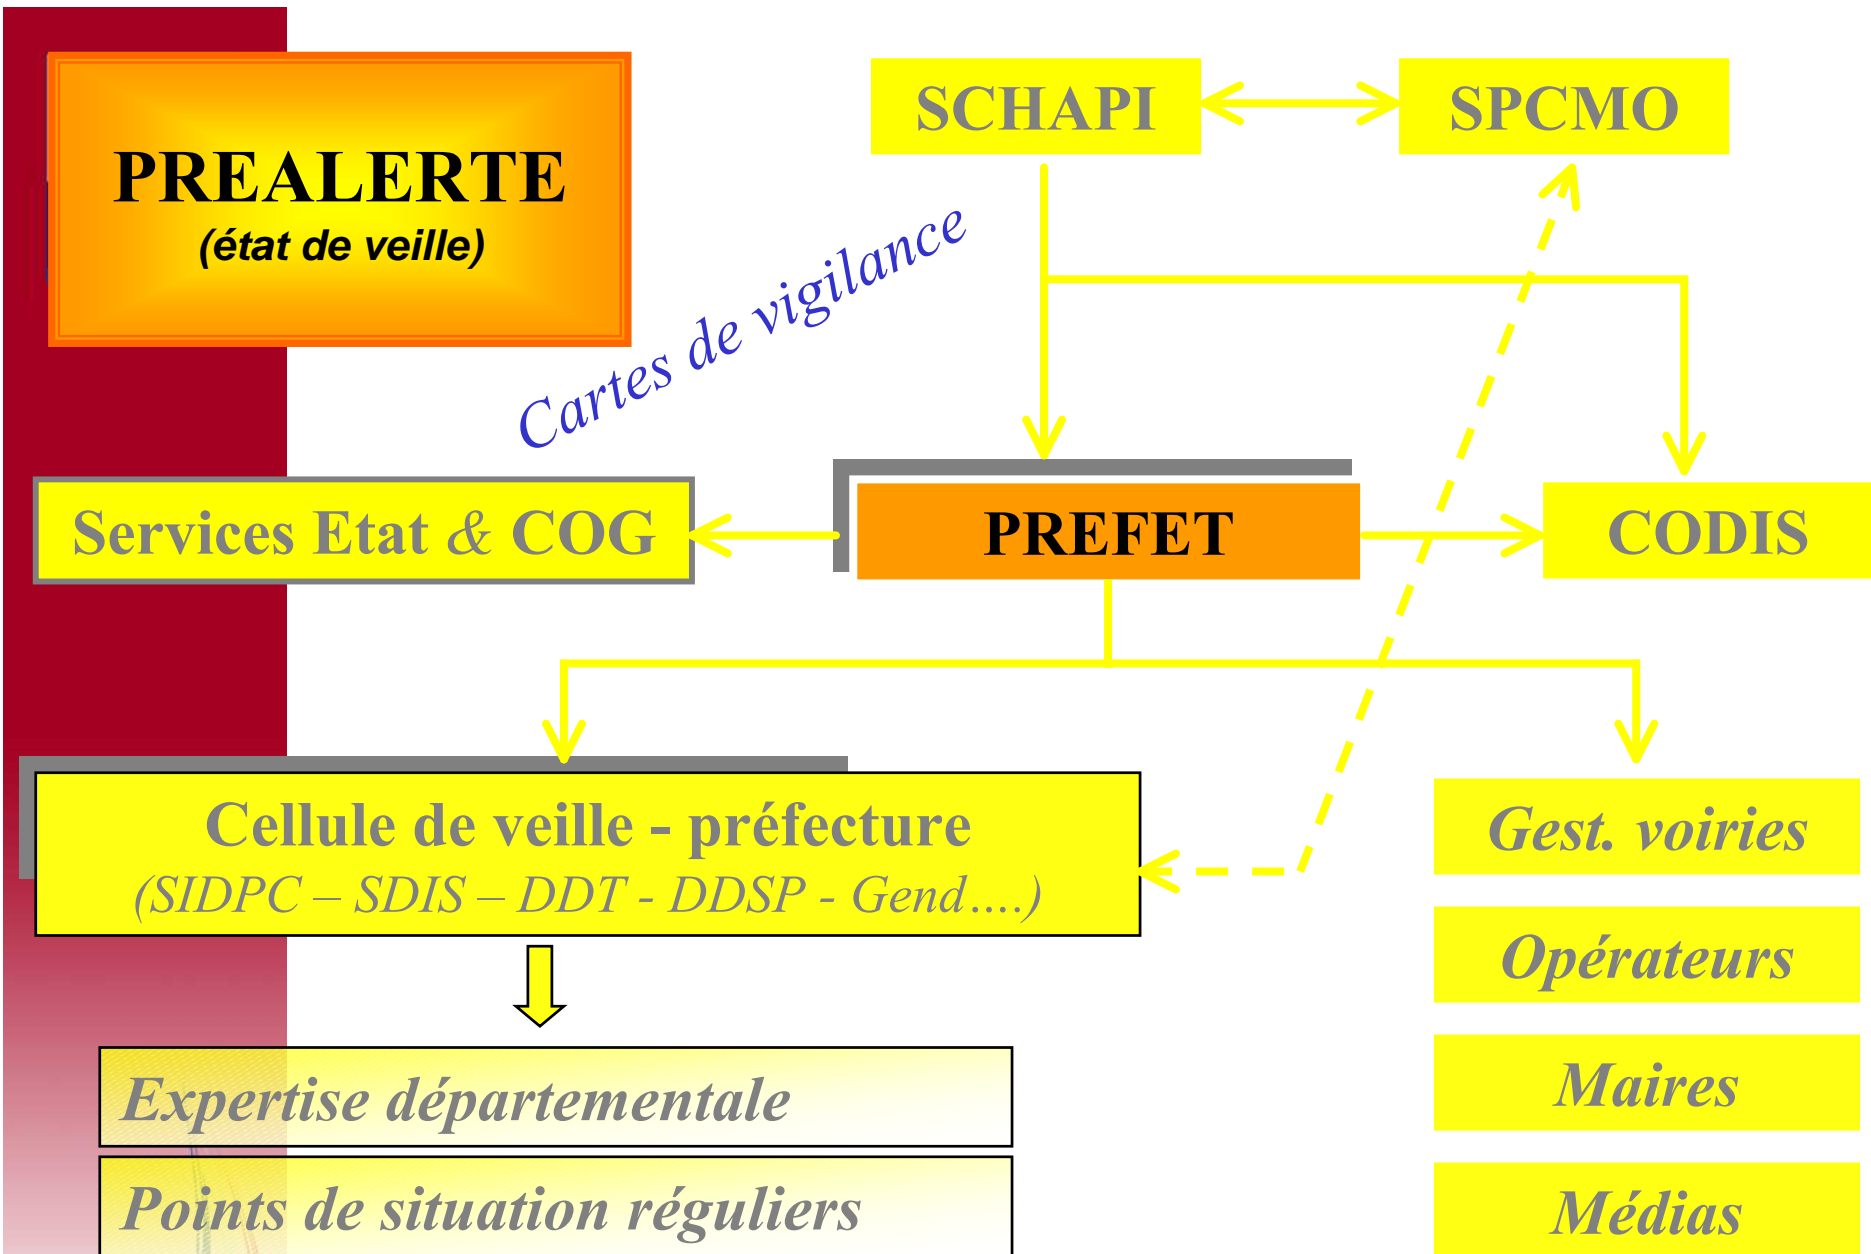 PREALERTE
(état de veille)
SCHAPI
SPCMO
Cartes de vigilance
Services Etat & COG
PREFET
CODIS
Cellule de veille - préfecture
(SIDPC – SDIS – DDT - DDSP - Gend….)
Gest. voiries
Opérateurs
Maires
Médias
Expertise départementale
Points de situation réguliers